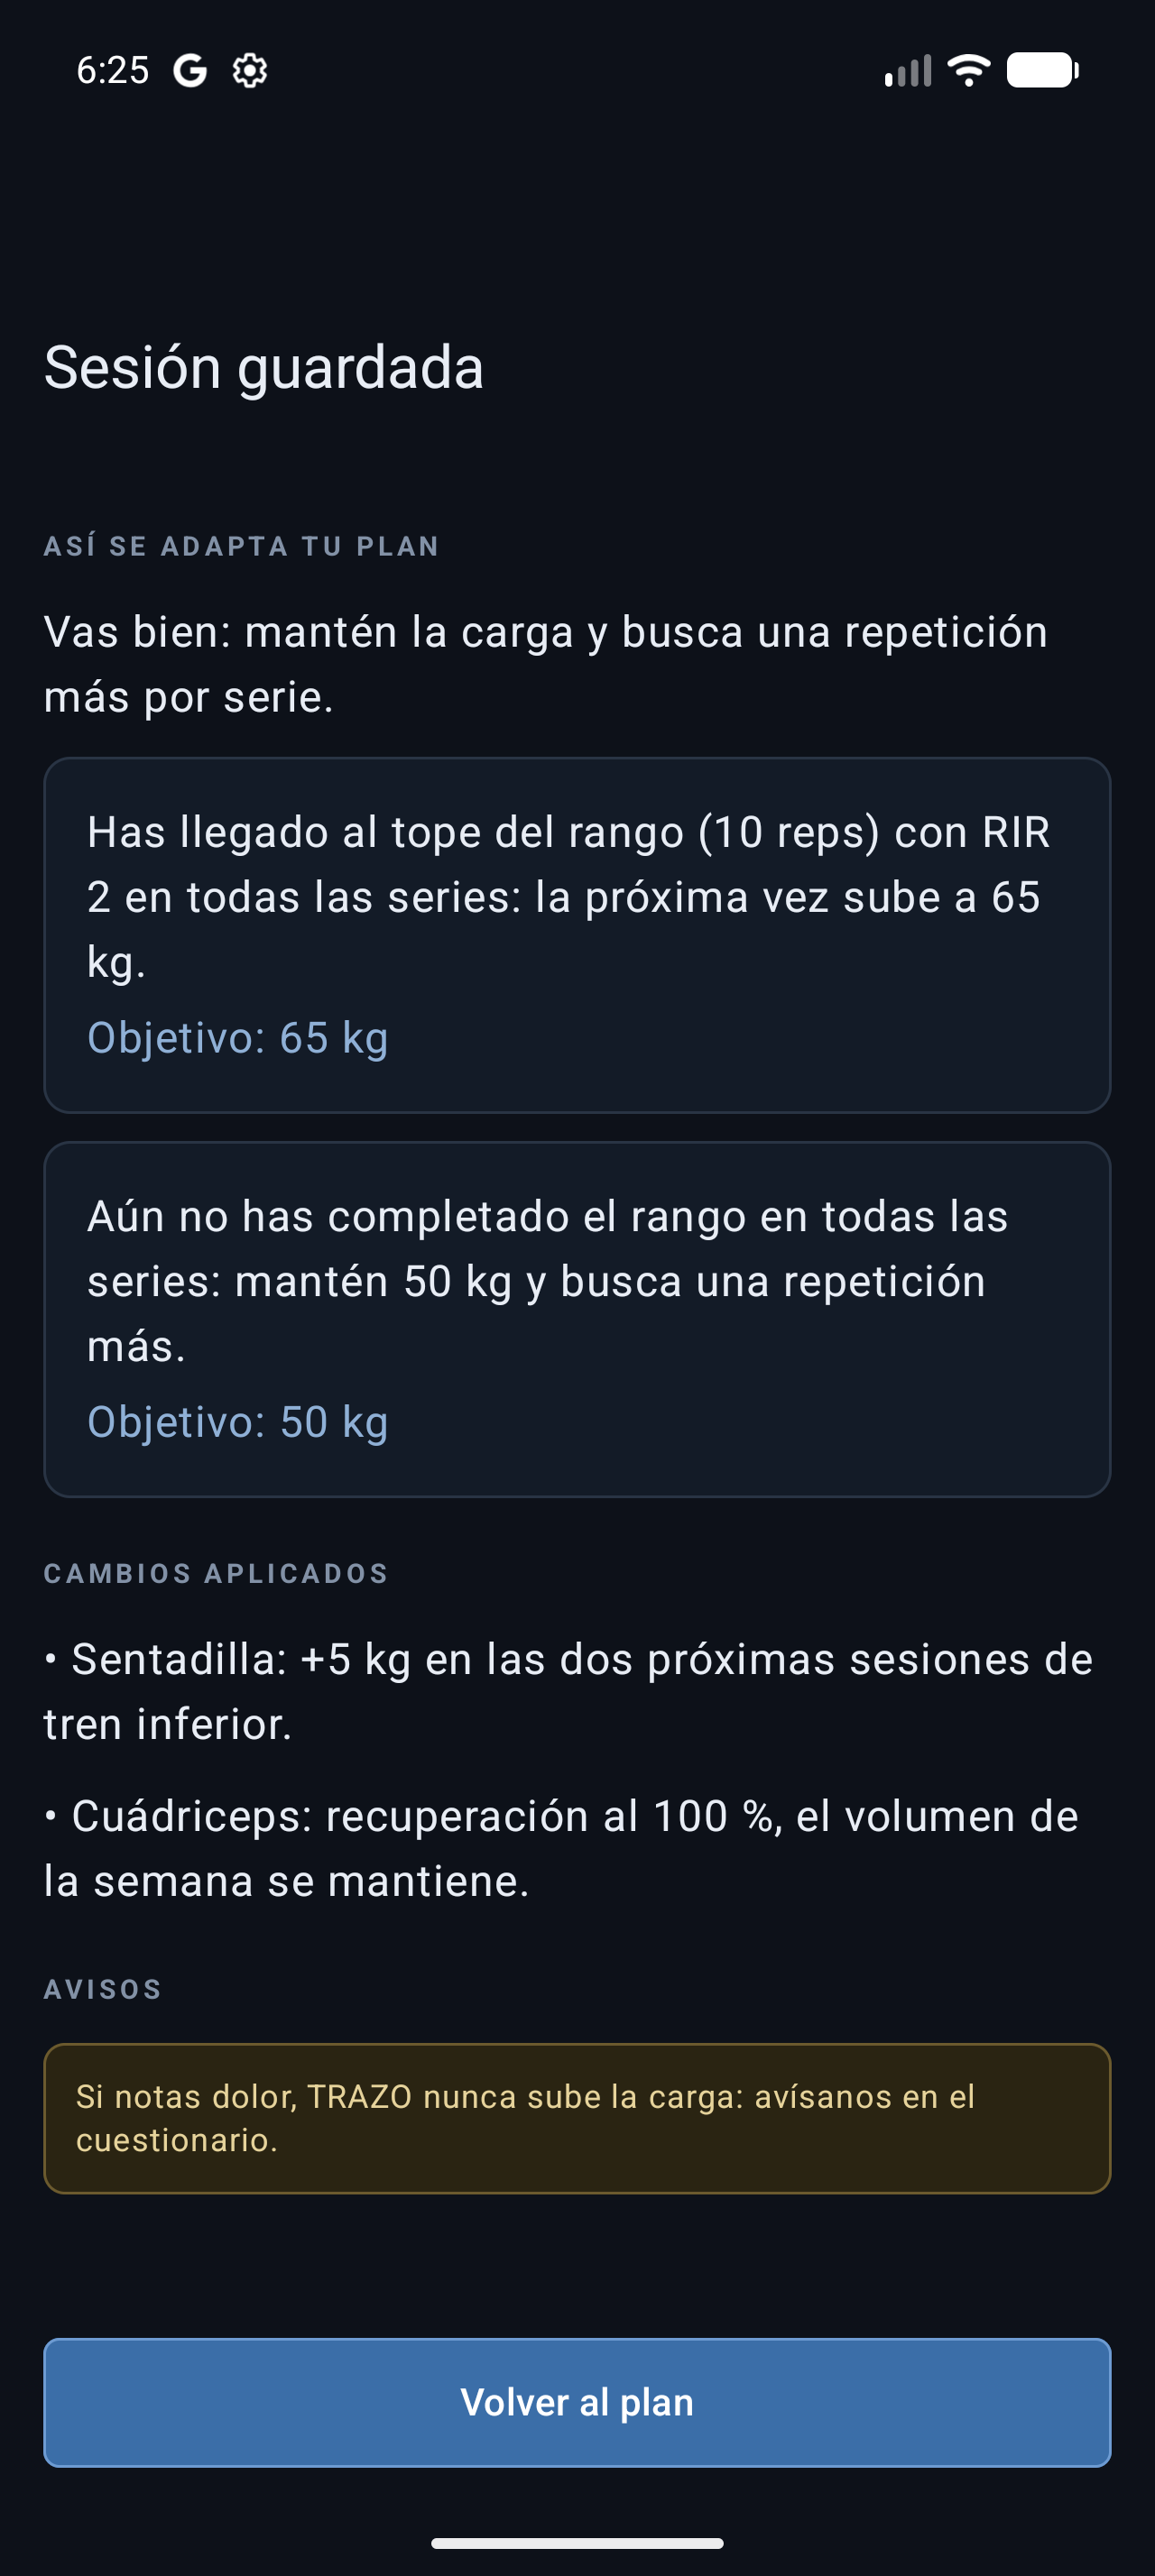 6:25
Sesión guardada
ASÍ SE ADAPTA TU PLAN
Vas bien: mantén la carga y busca una repetición
más por serie.
Has llegado al tope del rango (10 reps) con RIR
2 en todas las series: la próxima vez sube a 65
kg.
Objetivo: 65 kg
Aún no has completado el rango en todas las
series: mantén 50 kg y busca una repetición
más.
Objetivo: 50 kg
CAMBIOS APLICADOS
• Sentadilla: +5 kg en las dos próximas sesiones de
tren inferior.
• Cuádriceps: recuperación al 100 %, el volumen de
la semana se mantiene.
AVISOS
Si notas dolor, TRAZO nunca sube la carga: avísanos en el
cuestionario.
Volver al plan